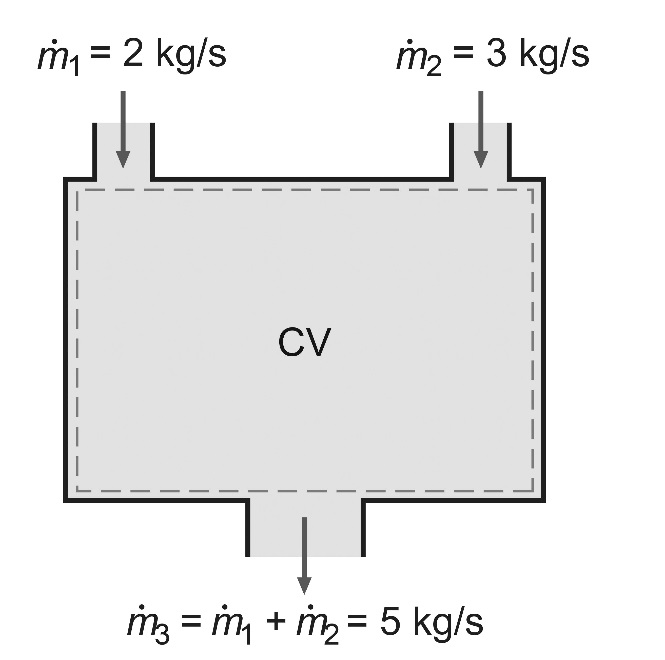 ṁ₁ = 2 kg/s
ṁ₂ = 3 kg/s
CV
ṁ₃ = ṁ₁ + ṁ₂ = 5 kg/s